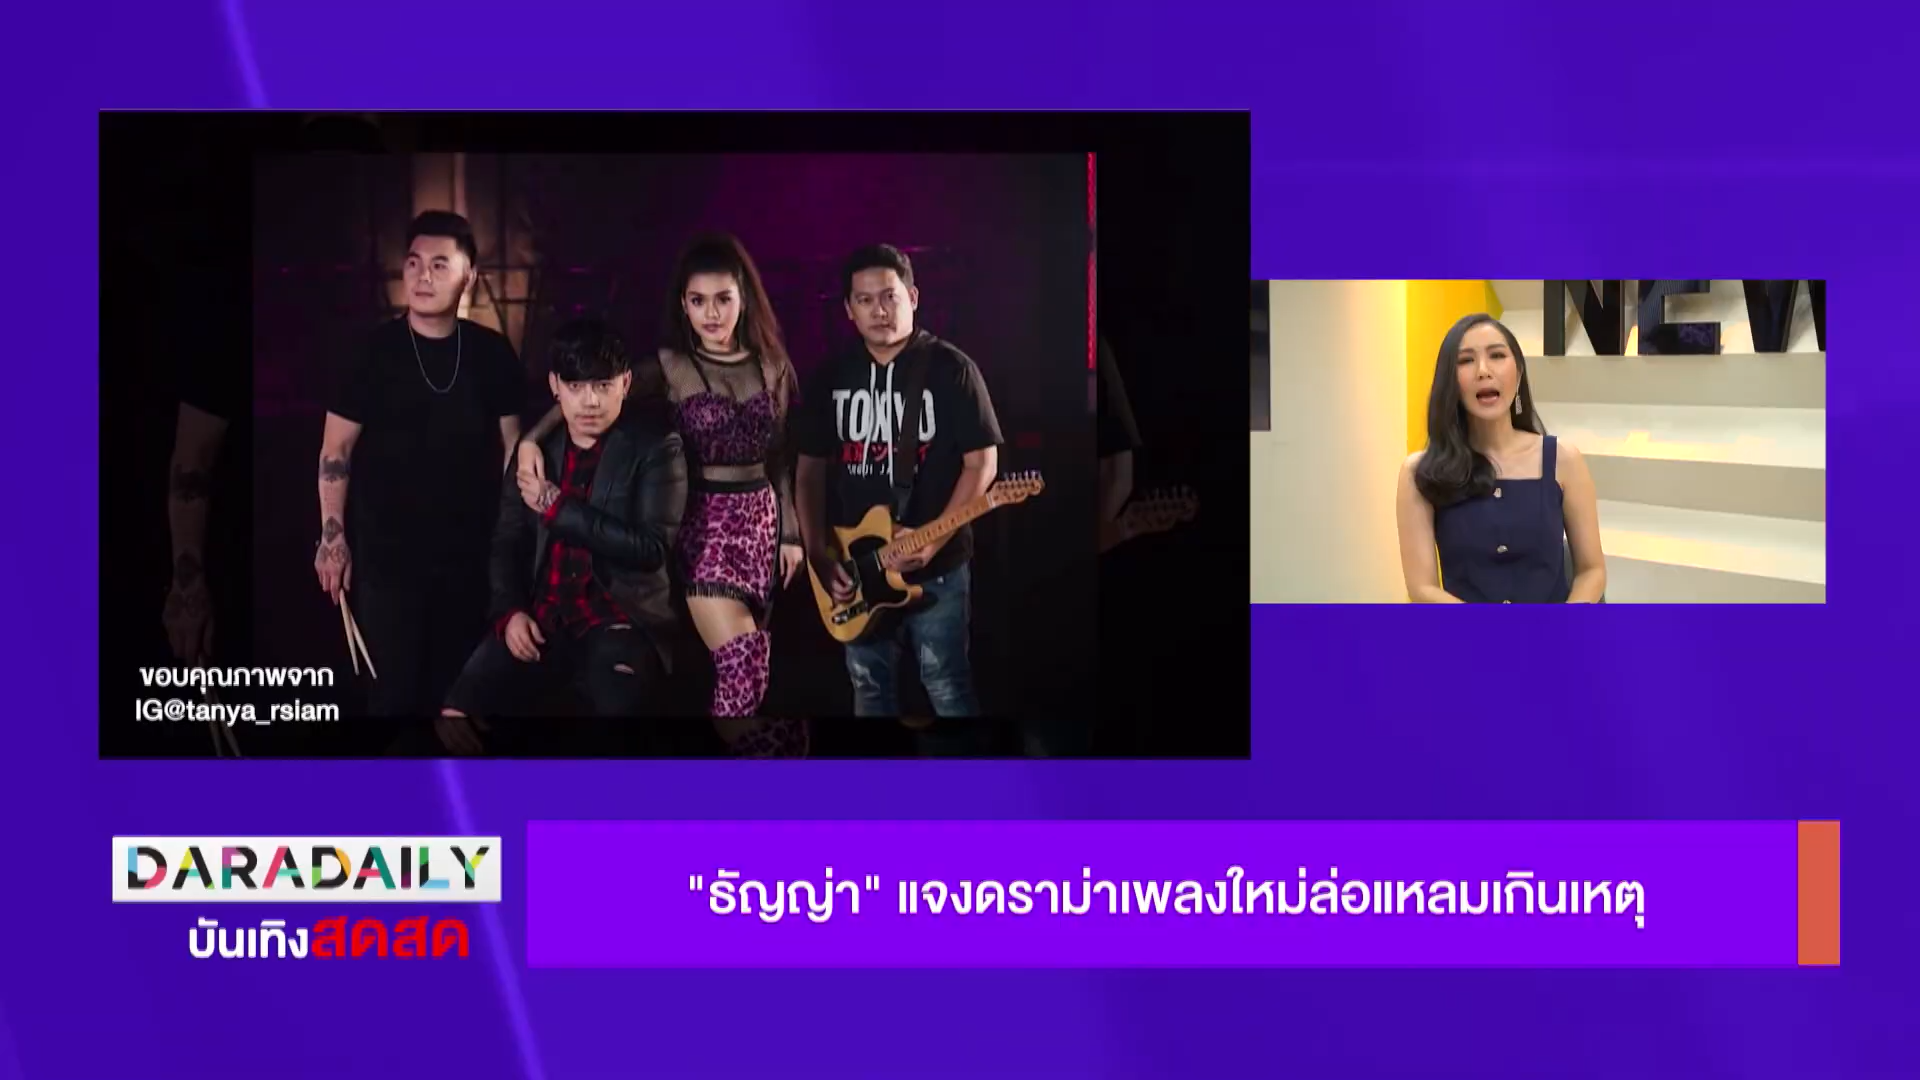 NEW
TOKYO
ขอบคุณภาพจาก
IG@tanya_rsiam
DARADAILY
บันเทิงสดสด
"ธัญญ่า" แจงดราม่าเพลงใหม่ล่อแหลมเกินเหตุ